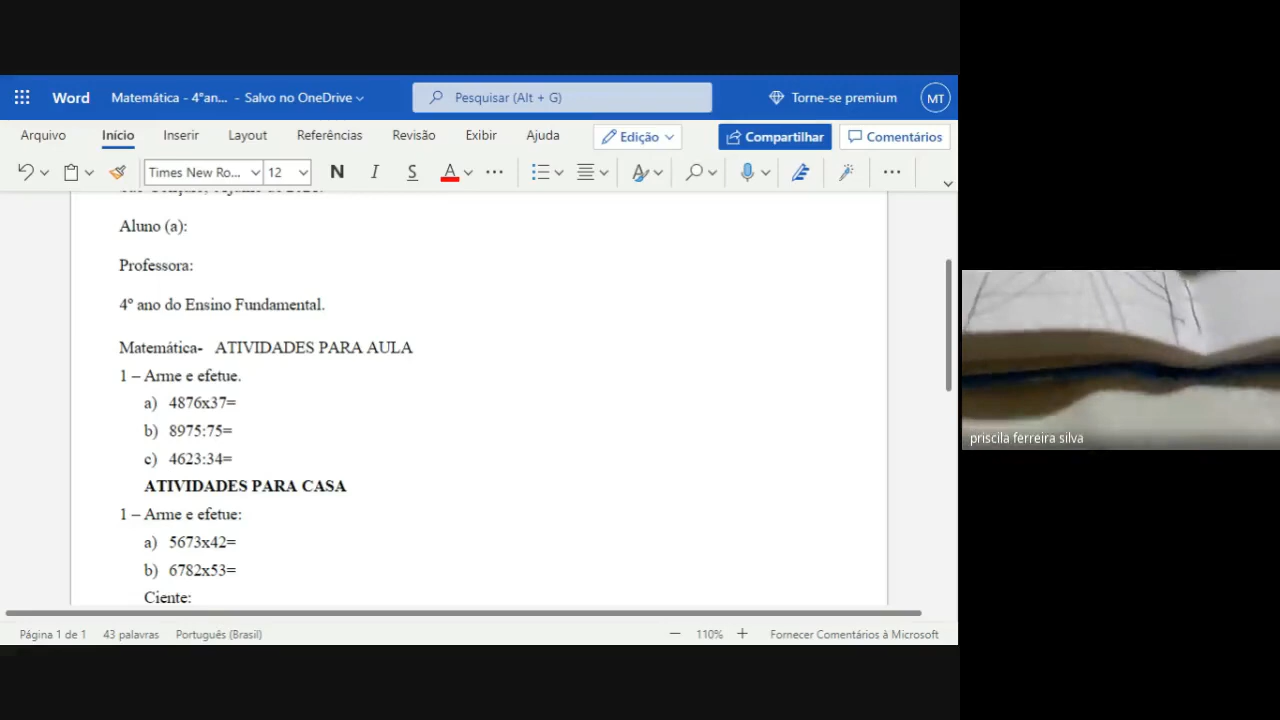 Word Matemática - 4°an... - Salvo no OneDrive Pesquisar (Alt + G) Torne-se premium MT
Arquivo Início Inserir Layout Referências Revisão Exibir Ajuda Edição Compartilhar Comentários
Times New Ro... 12 N I S A ...
Aluno (a):
Professora:
4º ano do Ensino Fundamental.
Matemática- ATIVIDADES PARA AULA
1 – Arme e efetue.
a) 4876x37=
b) 8975:75=
c) 4623:34=
ATIVIDADES PARA CASA
1 – Arme e efetue:
a) 5673x42=
b) 6782x53=
Ciente:
Página 1 de 1 43 palavras Português (Brasil) 110% Fornecer Comentários à Microsoft
priscila ferreira silva